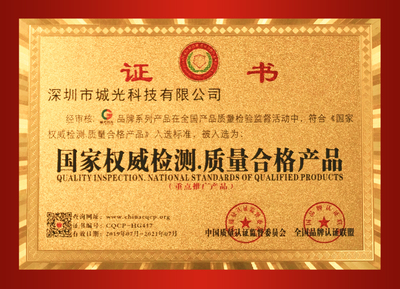 证 书
深圳市城光科技有限公司
经审核: 品牌系列产品在全国产品质量检验监督活动中, 符合《国家
权威检测.质量合格产品》入选标准, 被入选为:
国家权威检测.质量合格产品
QUALITY INSPECTION. NATIONAL STANDARDS OF QUALIFIED PRODUCTS
(重点推广产品)
查询网址: www.chinacqcp.org
证书编号: CQCP-HG437
有效日期: 2019年07月-2021年07月
中国质量认证监督委员会 全国品牌认证联盟